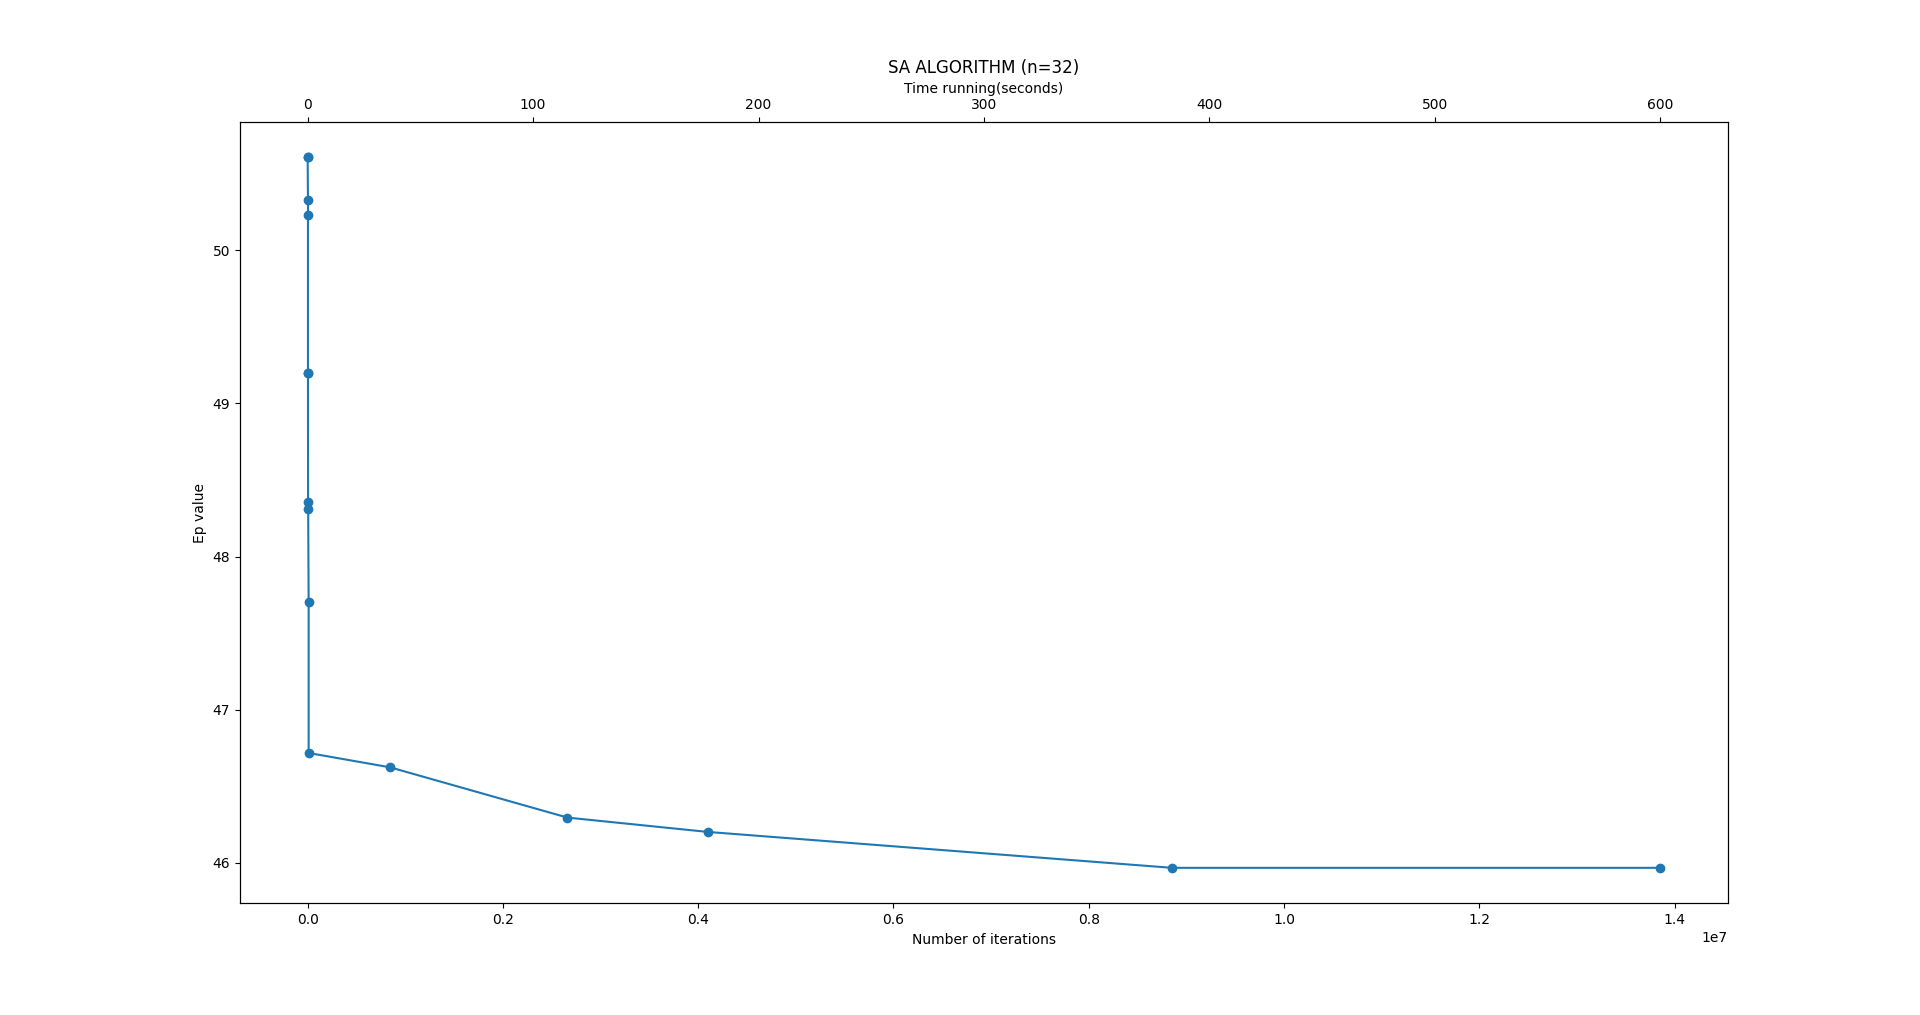 SA ALGORITHM (n=32)
Time running(seconds)
0 100 200 300 400 500 600
50
49
48
47
46
Ep value
0.0 0.2 0.4 0.6 0.8 1.0 1.2 1.4
1e7
Number of iterations